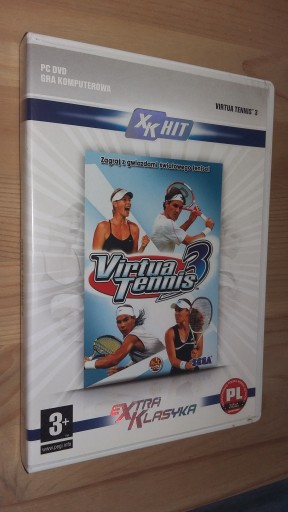 PC DVD
GRA KOMPUTEROWA
VIRTUA TENNIS 3
XK HIT
Zagraj z gwiazdami światowego tenisa!
Virtua
Tennis 3
SEGA
3+
www.pegi.info
EXTRA
KLASYKA
PL